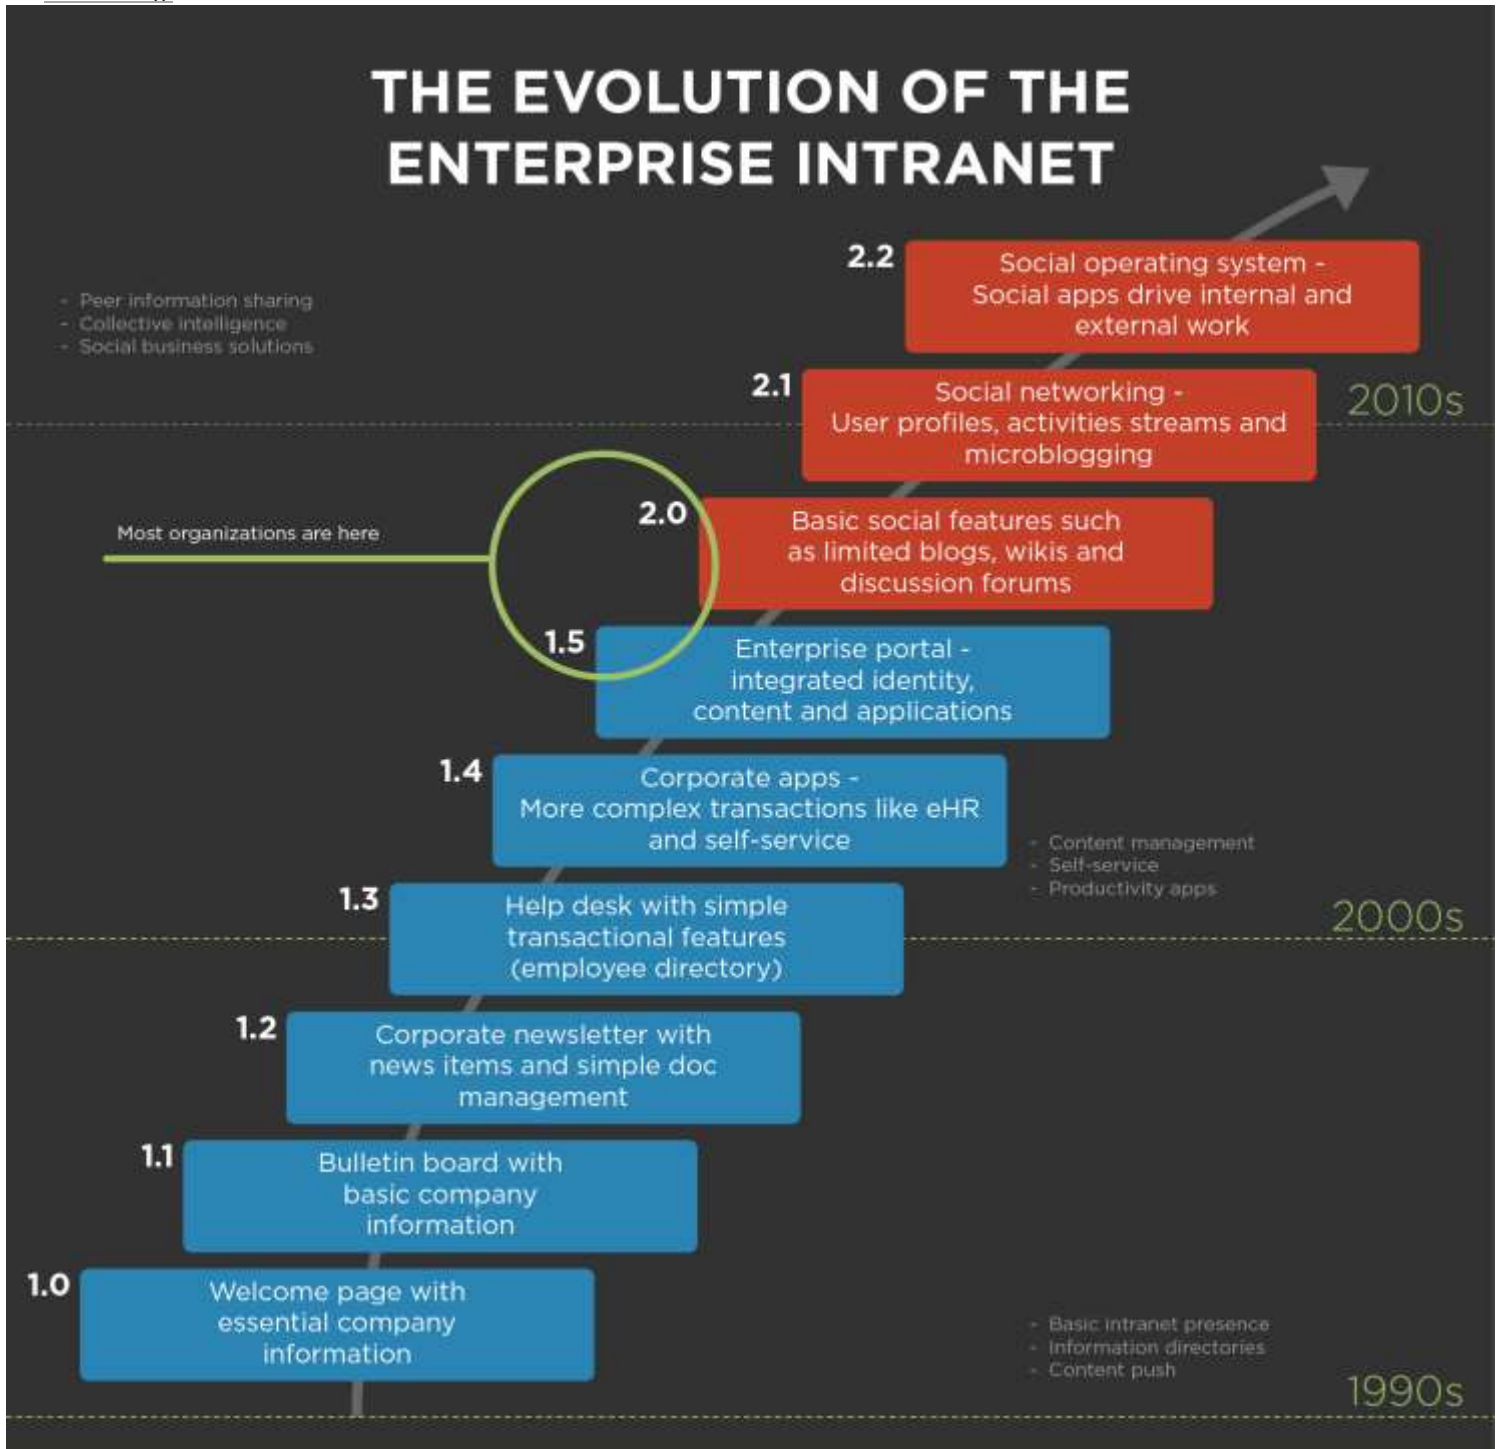 THE EVOLUTION OF THE
ENTERPRISE INTRANET
2.2
Social operating system -
Social apps drive internal and
external work
- Peer information sharing
- Collective intelligence
- Social business solutions
2.1
Social networking -
User profiles, activities streams and
microblogging
2010s
Most organizations are here
2.0
Basic social features such
as limited blogs, wikis and
discussion forums
1.5
Enterprise portal -
integrated identity,
content and applications
1.4
Corporate apps -
More complex transactions like eHR
and self-service
- Content management
- Self-service
- Productivity apps
1.3
Help desk with simple
transactional features
(employee directory)
2000s
1.2
Corporate newsletter with
news items and simple doc
management
1.1
Bulletin board with
basic company
information
1.0
Welcome page with
essential company
information
- Basic intranet presence
- Information directories
- Content push
1990s